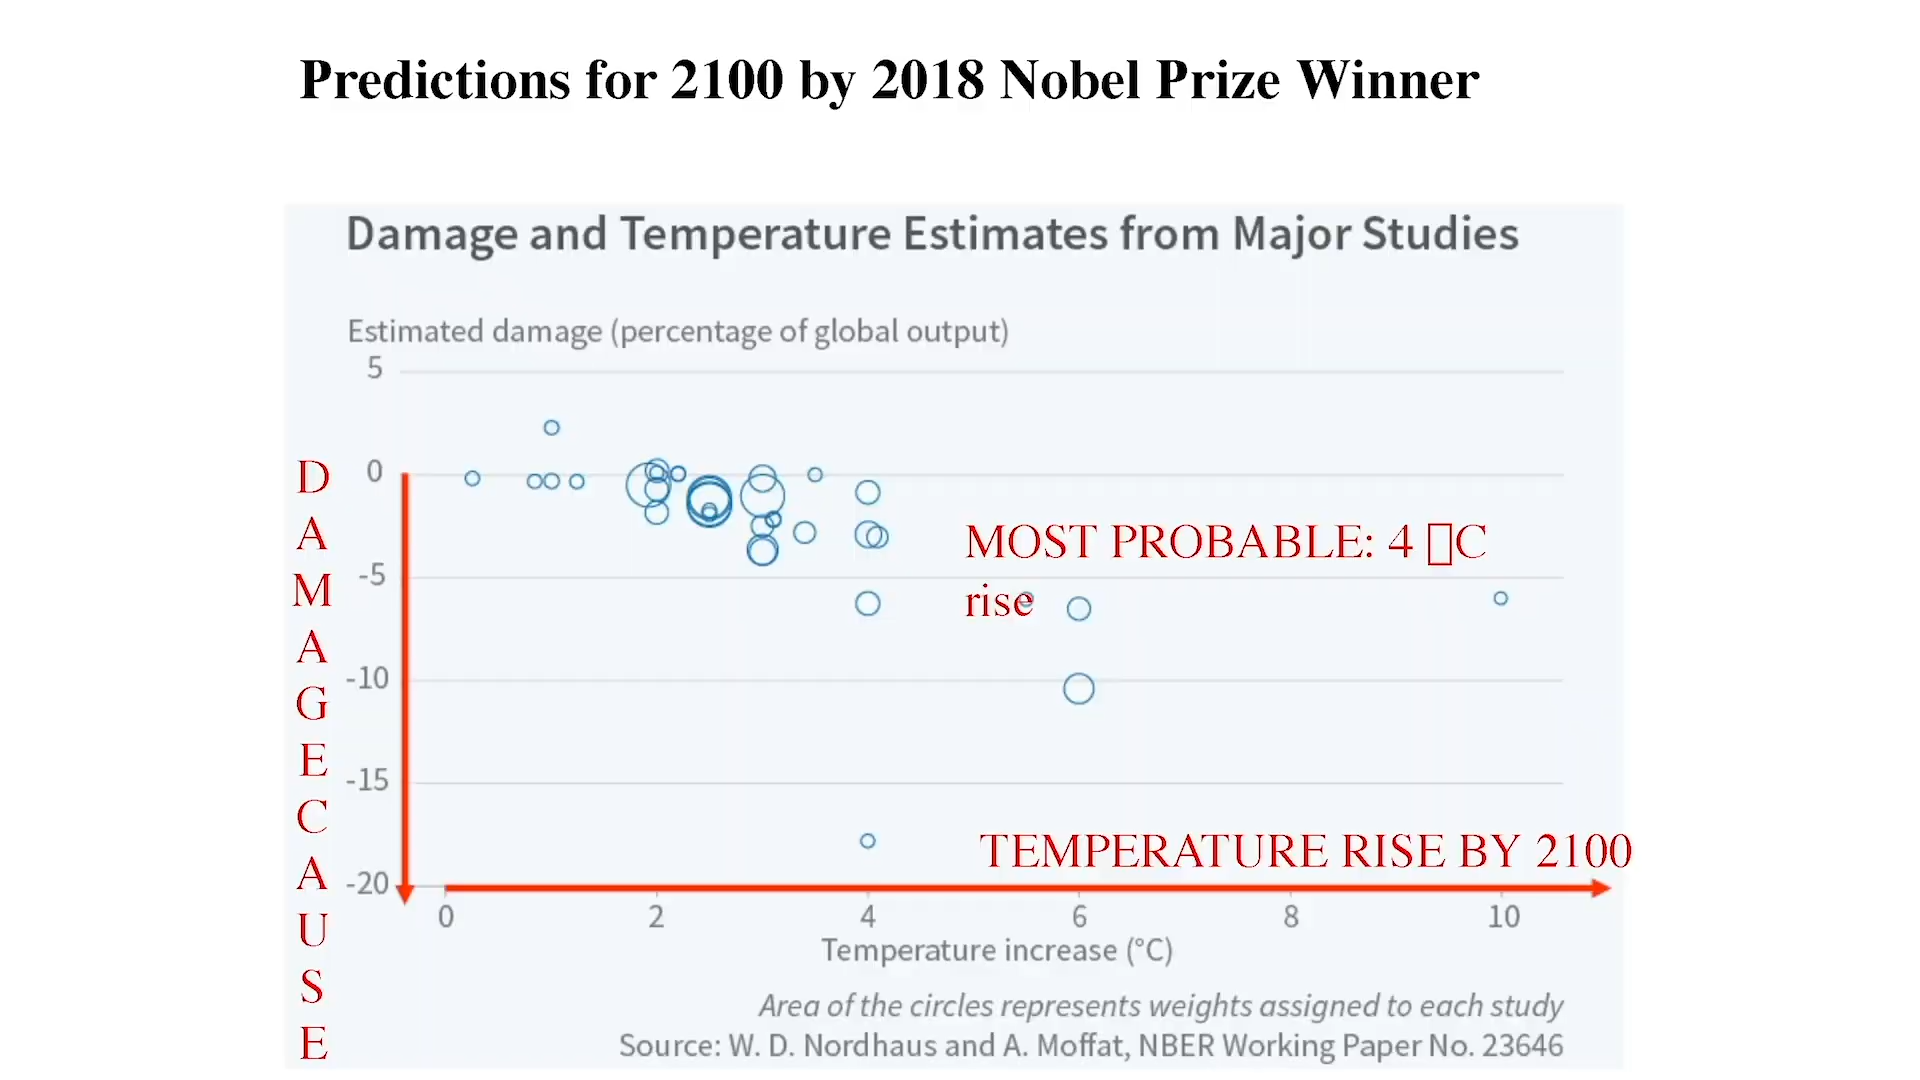 Predictions for 2100 by 2018 Nobel Prize Winner
Damage and Temperature Estimates from Major Studies
Estimated damage (percentage of global output)
5
0
-5
-10
-15
-20
D
A
M
A
G
E
C
A
U
S
E
MOST PROBABLE: 4 □C
rise
TEMPERATURE RISE BY 2100
0 2 4 6 8 10
Temperature increase (°C)
Area of the circles represents weights assigned to each study
Source: W. D. Nordhaus and A. Moffat, NBER Working Paper No. 23646